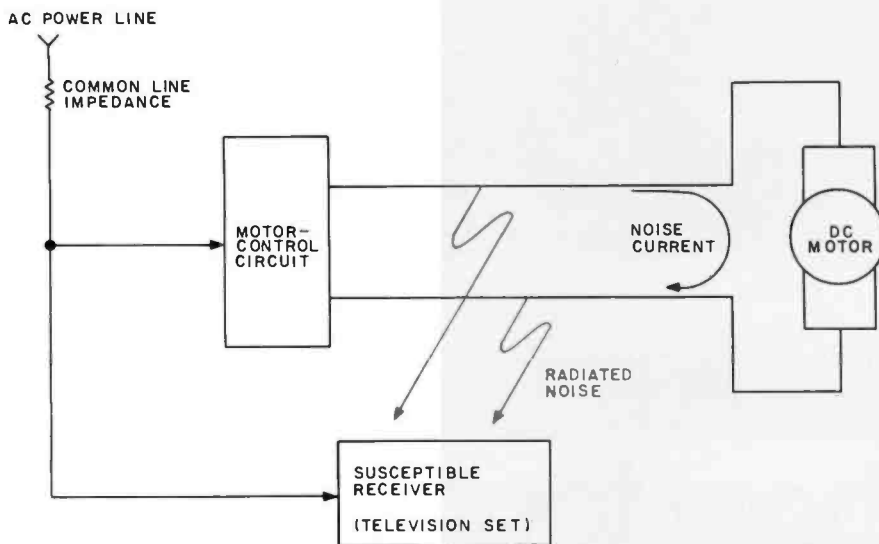 AC POWER LINE
COMMON LINE
IMPEDANCE
MOTOR-
CONTROL
CIRCUIT
NOISE
CURRENT
DC
MOTOR
RADIATED
NOISE
SUSCEPTIBLE
RECEIVER
(TELEVISION SET)